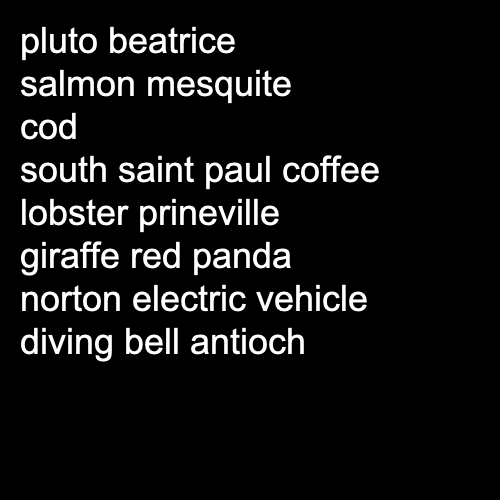 pluto beatrice
salmon mesquite
cod
south saint paul coffee
lobster prineville
giraffe red panda
norton electric vehicle
diving bell antioch